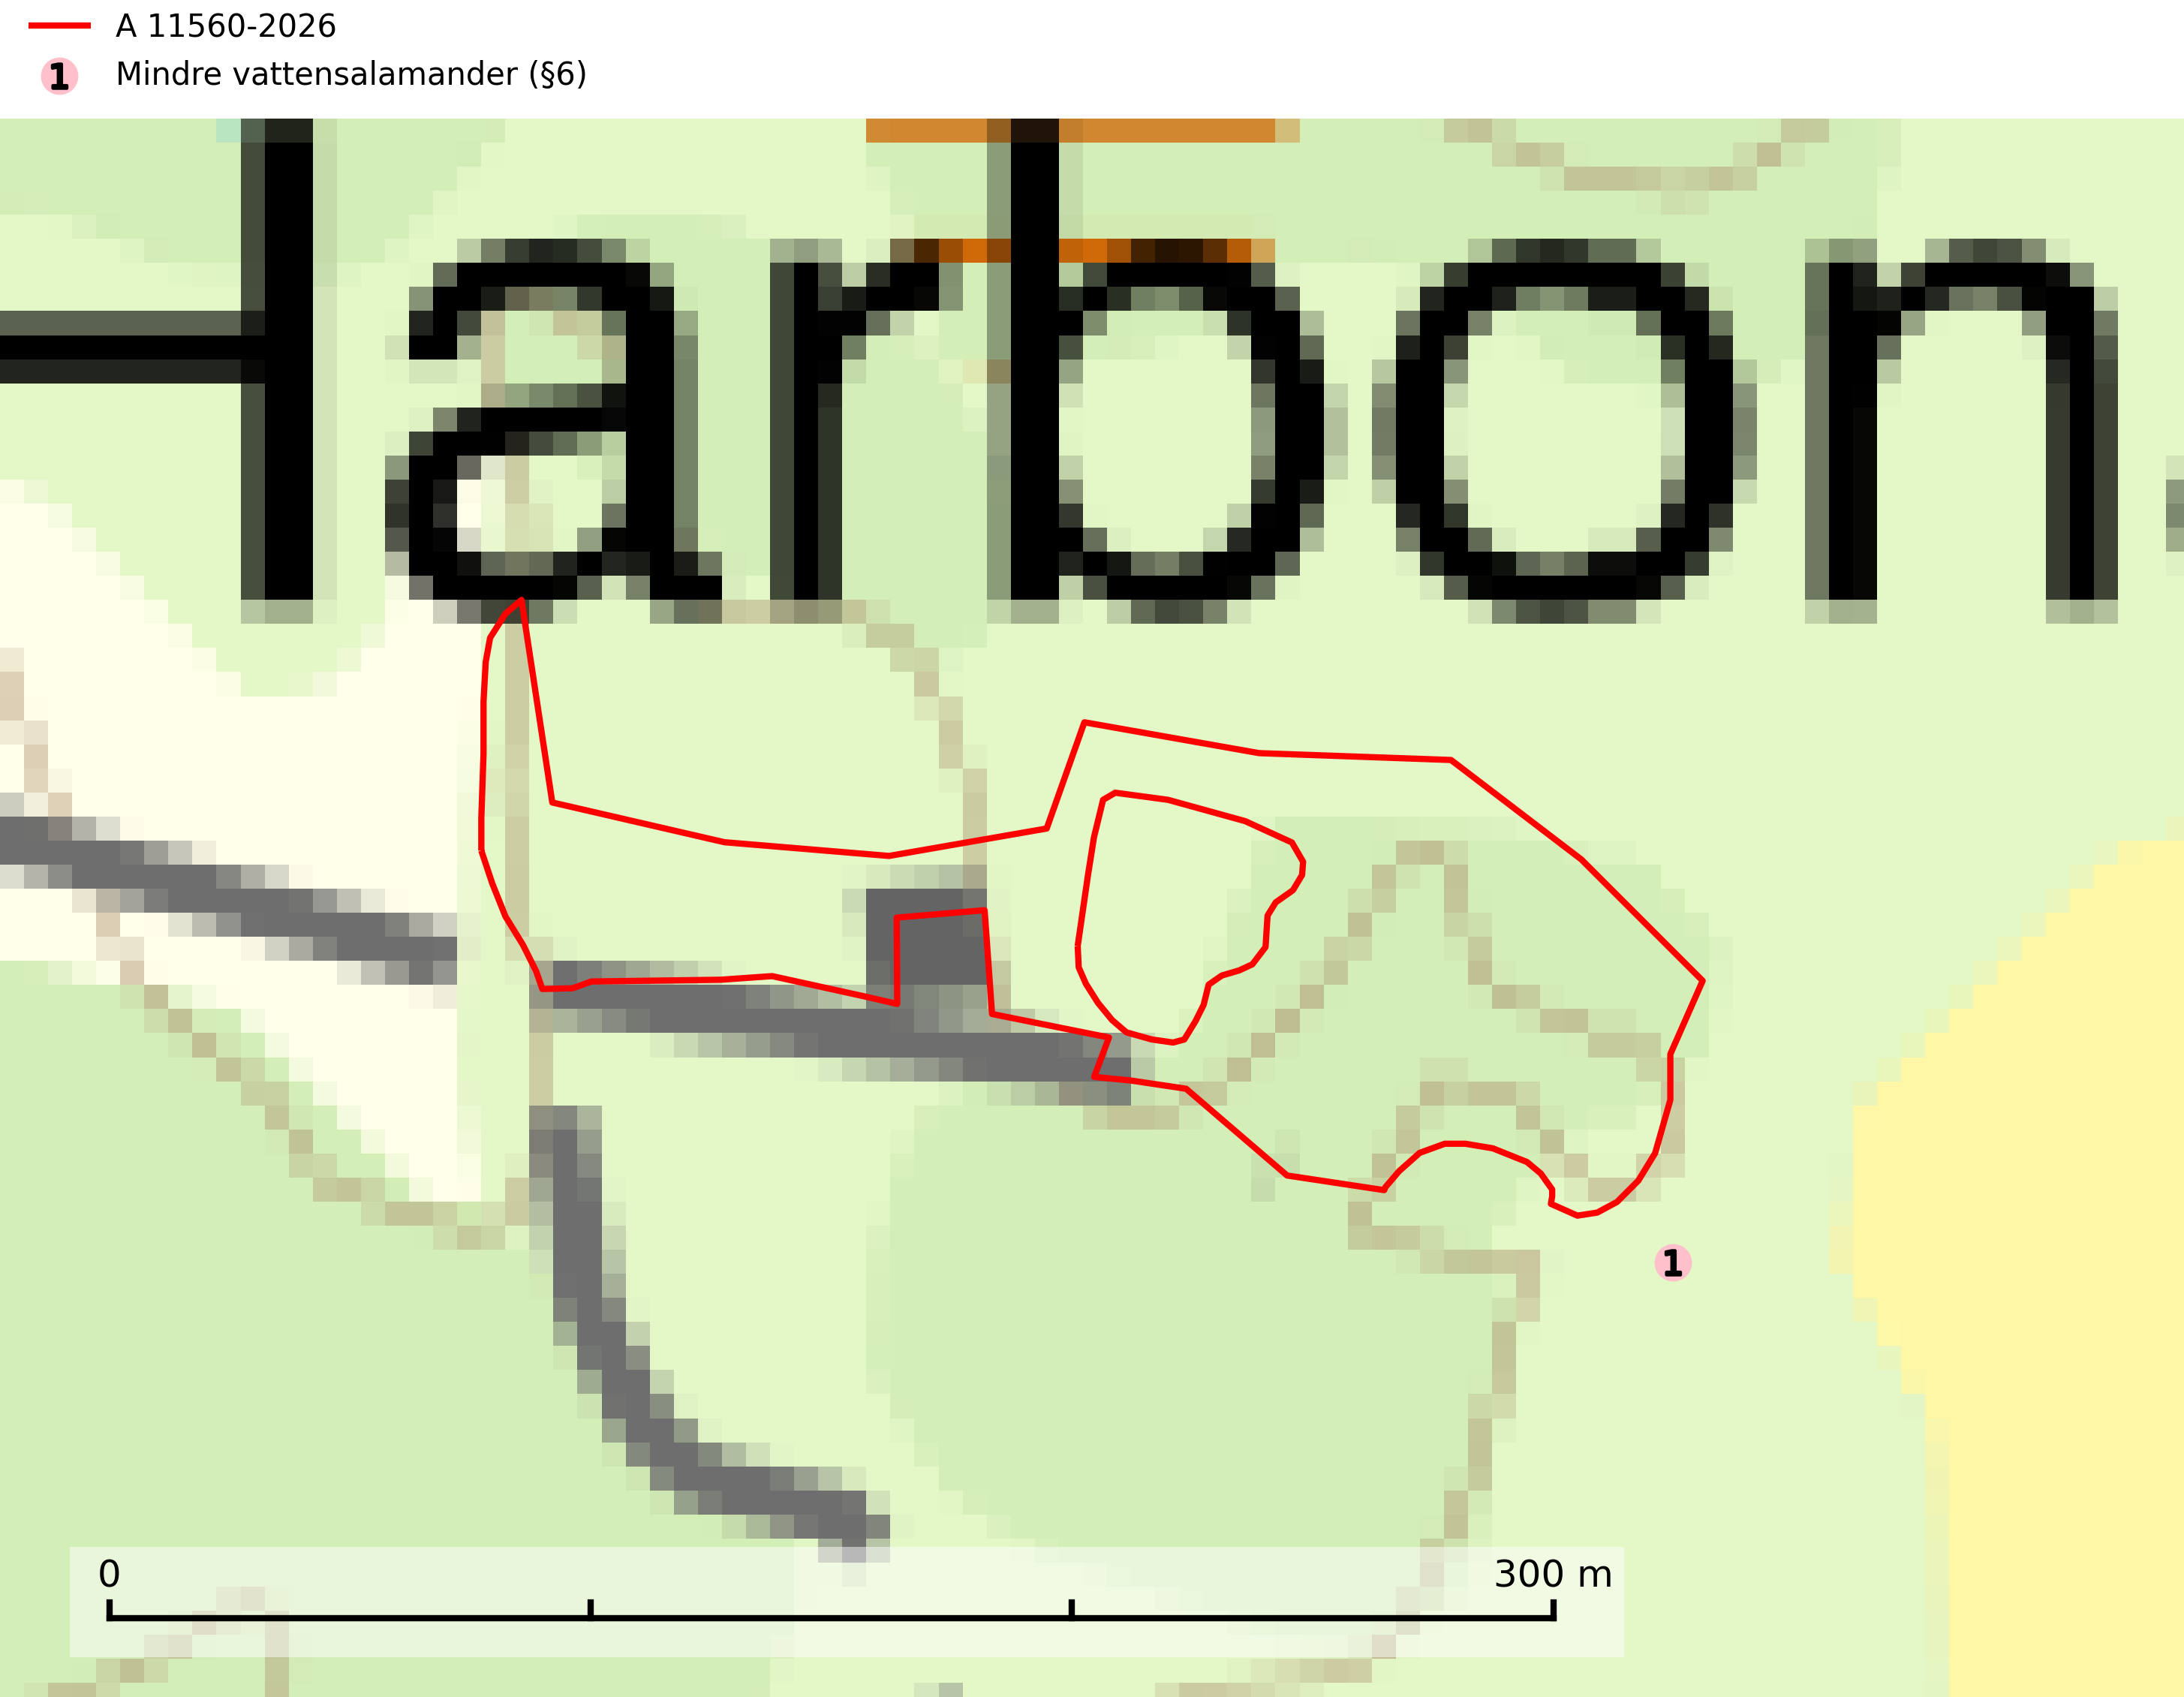 A 11560-2026
1 Mindre vattensalamander (§6)
Harbon
1
0 300 m